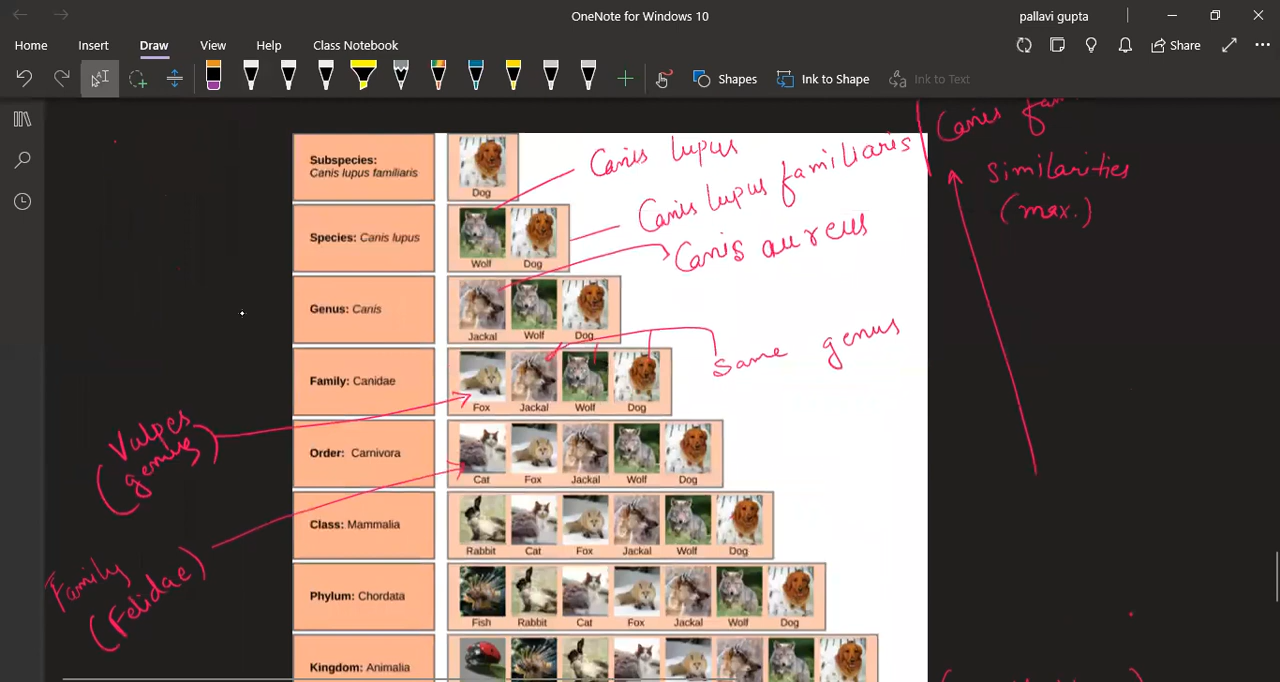 OneNote for Windows 10
pallavi gupta
Home Insert Draw View Help Class Notebook
Share
Shapes Ink to Shape Ink to Text
Subspecies:
Canis lupus familiaris
Dog
Canis lupus
Canis lupus familiaris
Canis aureus
Species: Canis lupus
Wolf Dog
Genus: Canis
Jackal Wolf Dog
same genus
Family: Canidae
Fox Jackal Wolf Dog
Vulpes
(genus)
Order: Carnivora
Cat Fox Jackal Wolf Dog
Family
(Felidae)
Class: Mammalia
Rabbit Cat Fox Jackal Wolf Dog
Phylum: Chordata
Fish Rabbit Cat Fox Jackal Wolf Dog
Kingdom: Animalia
Canis
similarities
(max.)